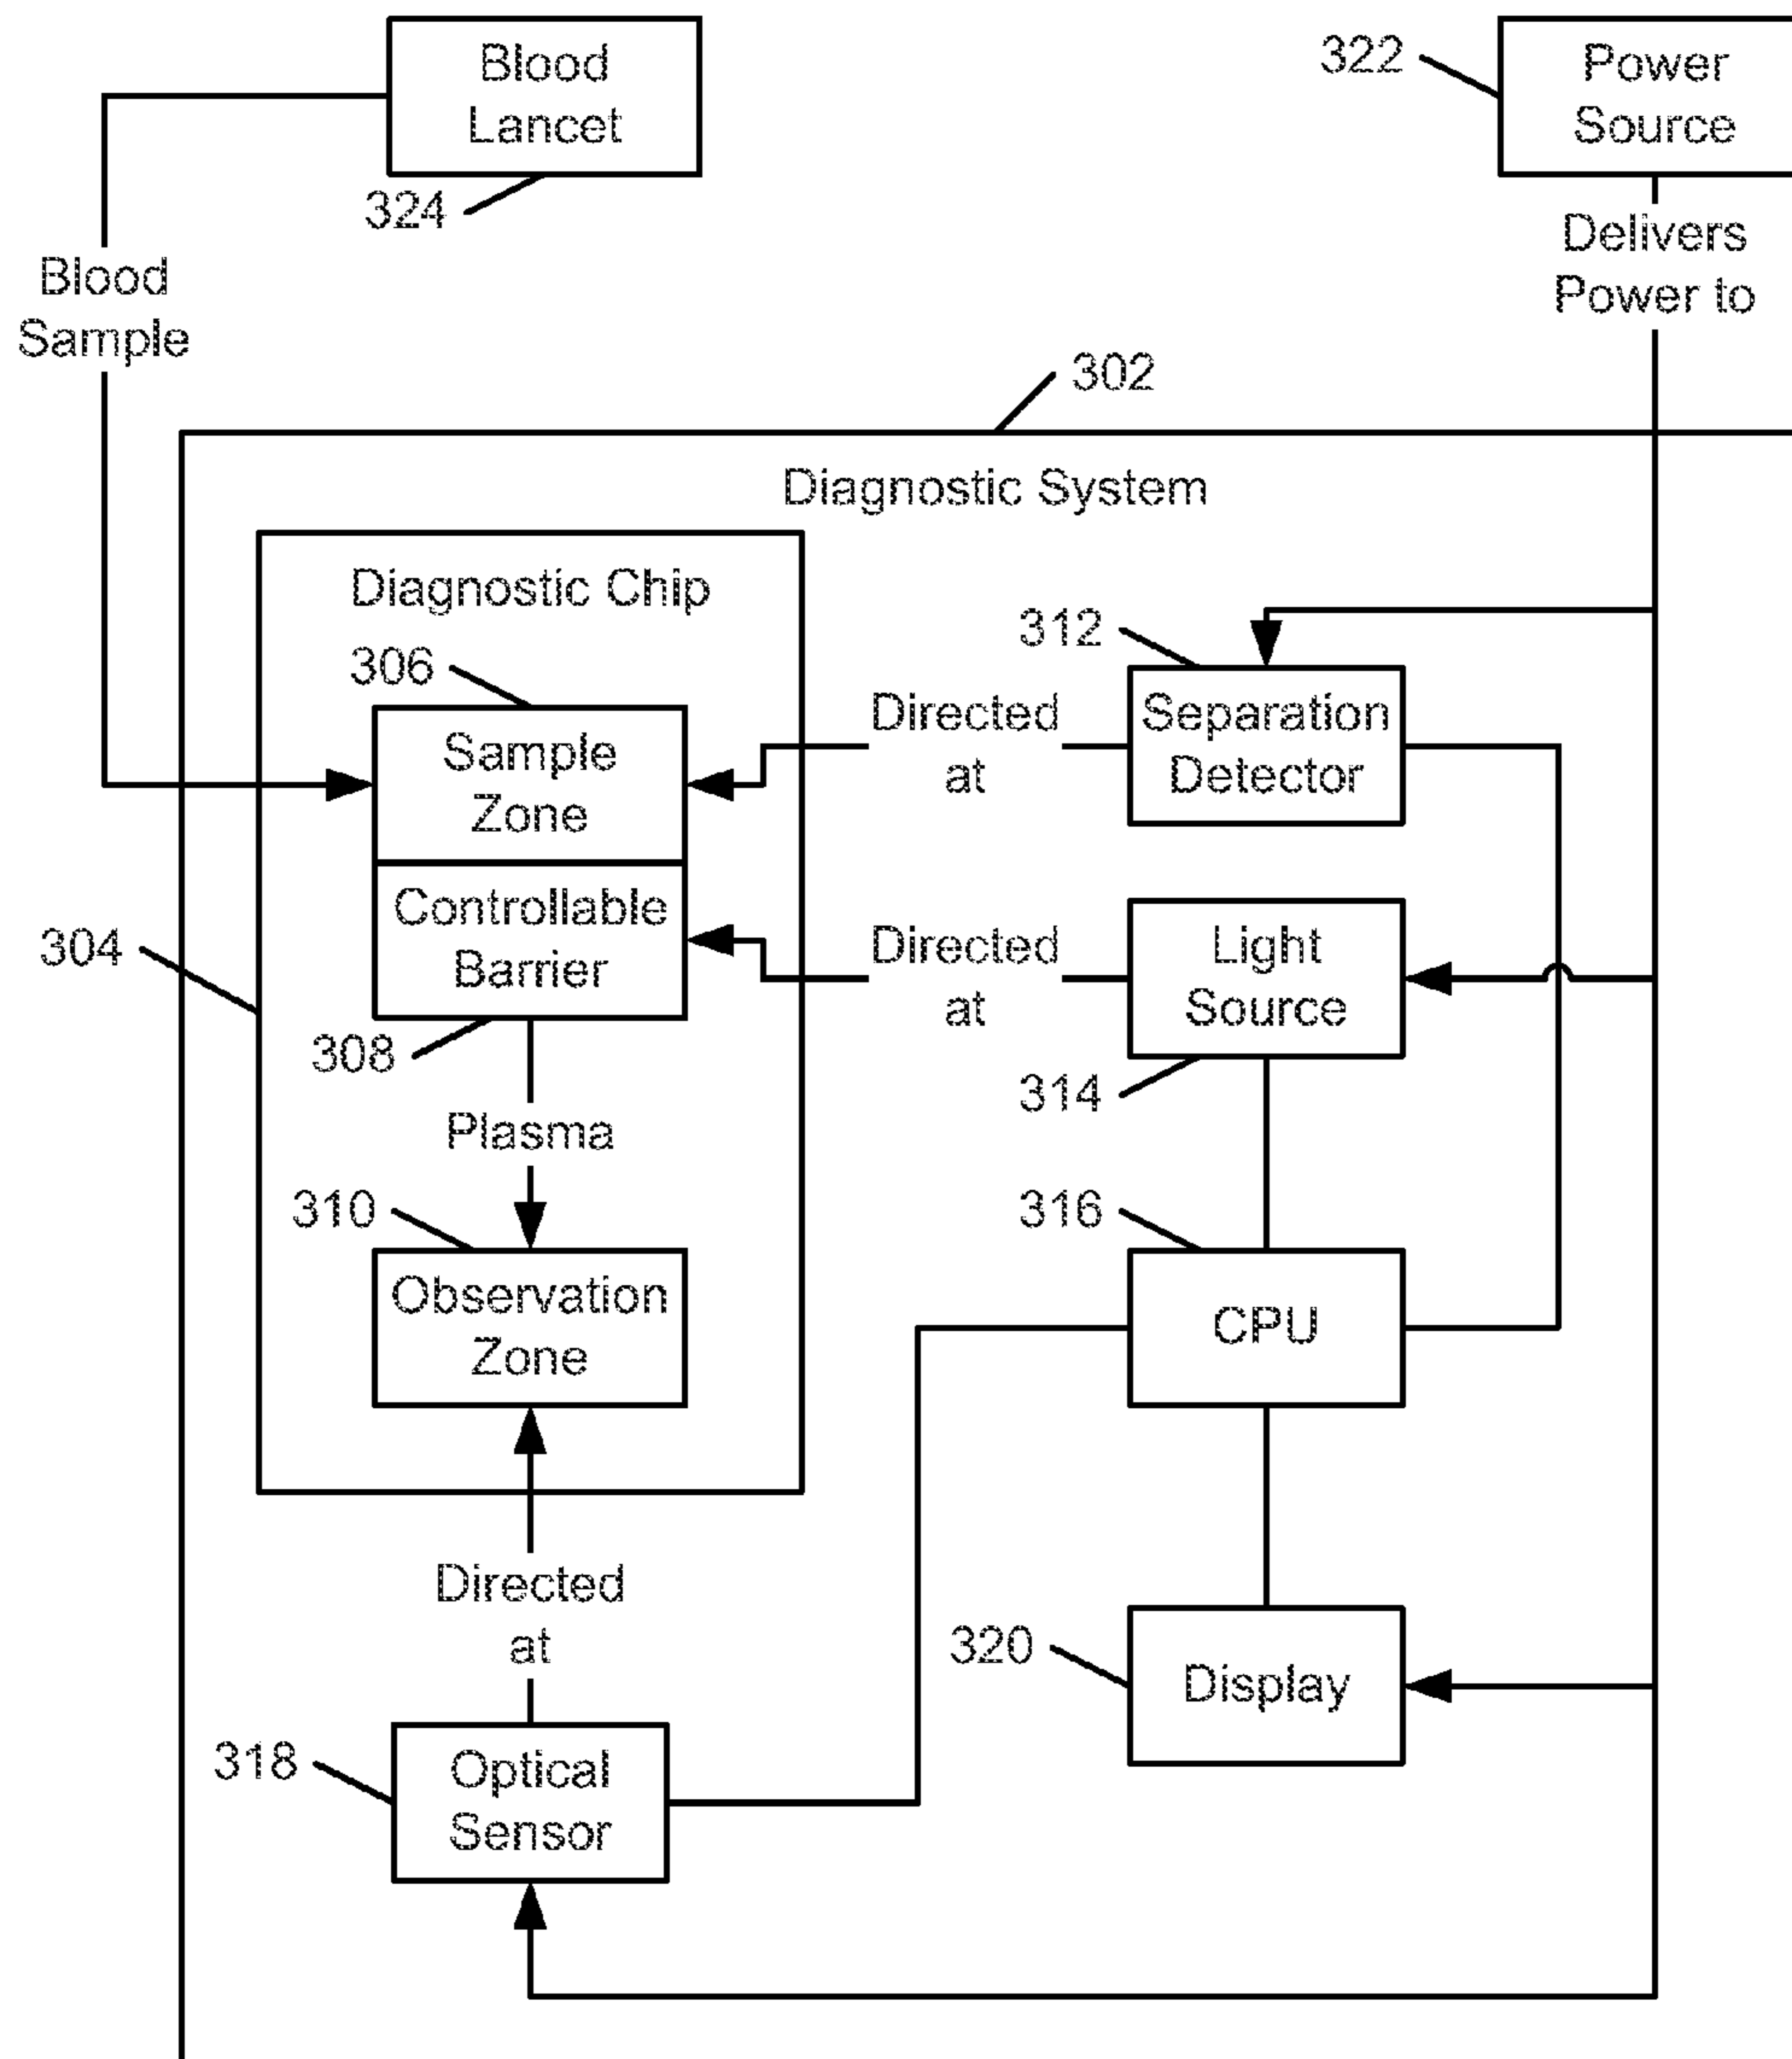 Blood
Lancet
324
322
Power
Source
Delivers
Power to
Blood
Sample
302
Diagnostic System
Diagnostic Chip
304
306
Sample
Zone
Controllable
Barrier
308
Plasma
310
Observation
Zone
Directed
at
312
Separation
Detector
Directed
at
Light
Source
314
316
CPU
320
Display
Directed
at
318
Optical
Sensor